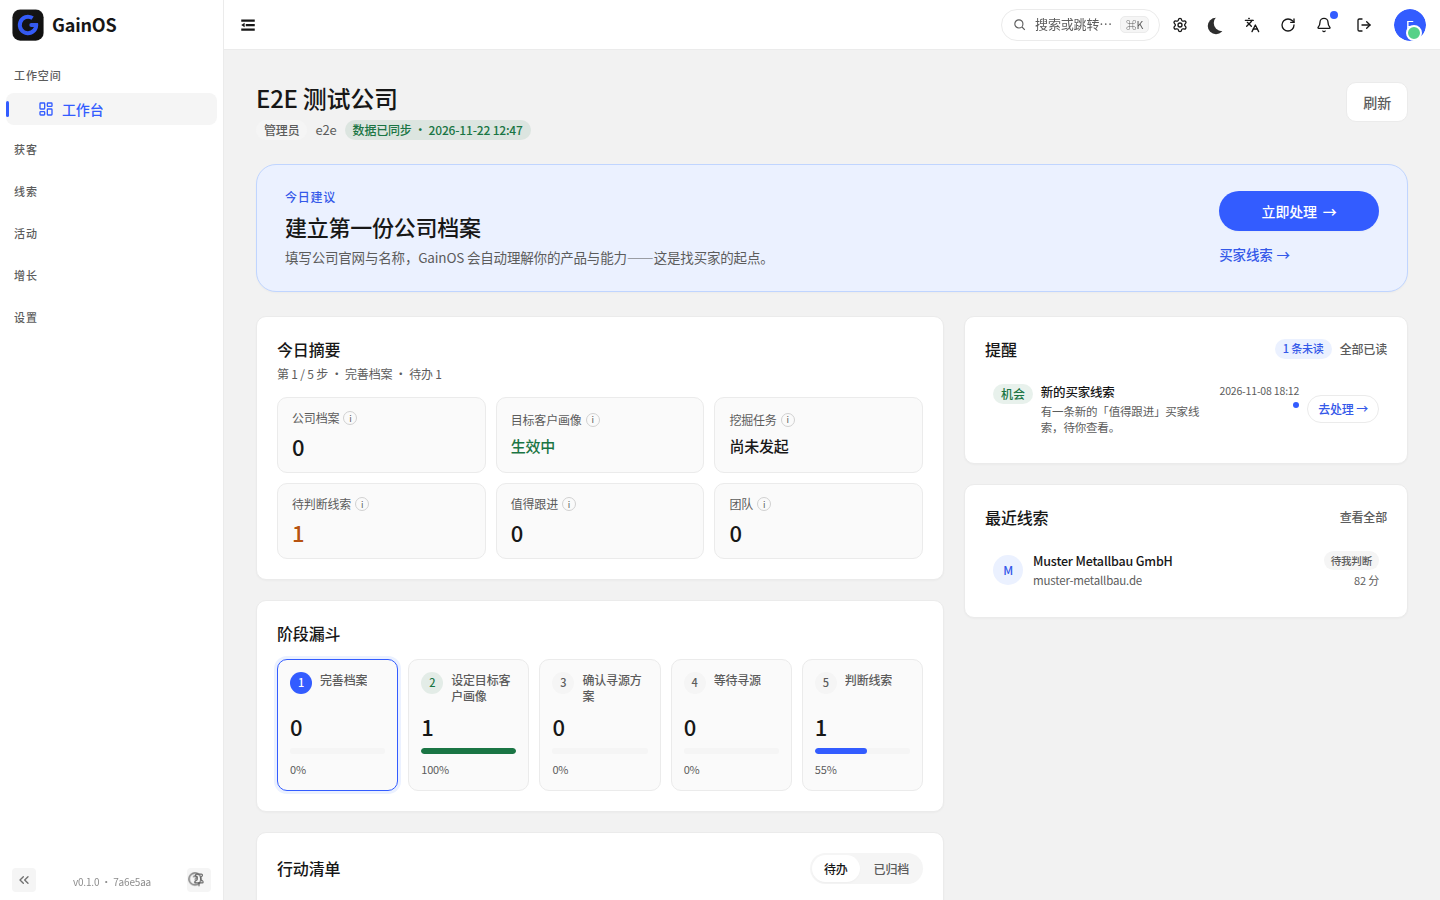 GainOS
搜索或跳转… ⌘K
工作空间
工作台
获客
线索
活动
增长
设置
v0.1.0 • 7a6e5aa
E2E 测试公司
刷新
管理员 e2e 数据已同步 • 2026-11-22 12:47
今日建议
建立第一份公司档案
填写公司官网与名称，GainOS 会自动理解你的产品与能力——这是找买家的起点。
立即处理 →
买家线索 →
今日摘要
第 1 / 5 步 • 完善档案 • 待办 1
公司档案
0
目标客户画像
生效中
挖掘任务
尚未发起
待判断线索
1
值得跟进
0
团队
0
阶段漏斗
1 完善档案
0
0%
2 设定目标客
户画像
1
100%
3 确认寻源方
案
0
0%
4 等待寻源
0
0%
5 判断线索
1
55%
行动清单
待办 已归档
提醒
1 条未读 全部已读
机会 新的买家线索 2026-11-08 18:12
有一条新的「值得跟进」买家线
索，待你查看。
去处理 →
最近线索
查看全部
M
Muster Metallbau GmbH
muster-metallbau.de
待我判断
82 分